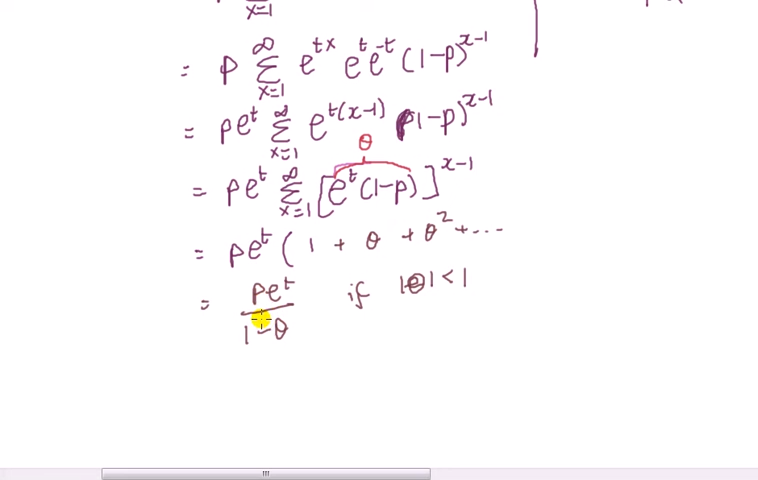 x=1
= p ∑_{x=1}^{∞} e^{tx} e^{t} e^{-t} (1-p)^{x-1}
= pe^{t} ∑_{x=1}^{∞} e^{t(x-1)} (1-p)^{x-1}
θ
= pe^{t} ∑_{x=1}^{∞} [e^{t}(1-p)]^{x-1}
= pe^{t} ( 1 + θ + θ^{2} + ...
= pe^{t} / 1-θ if |θ| < 1